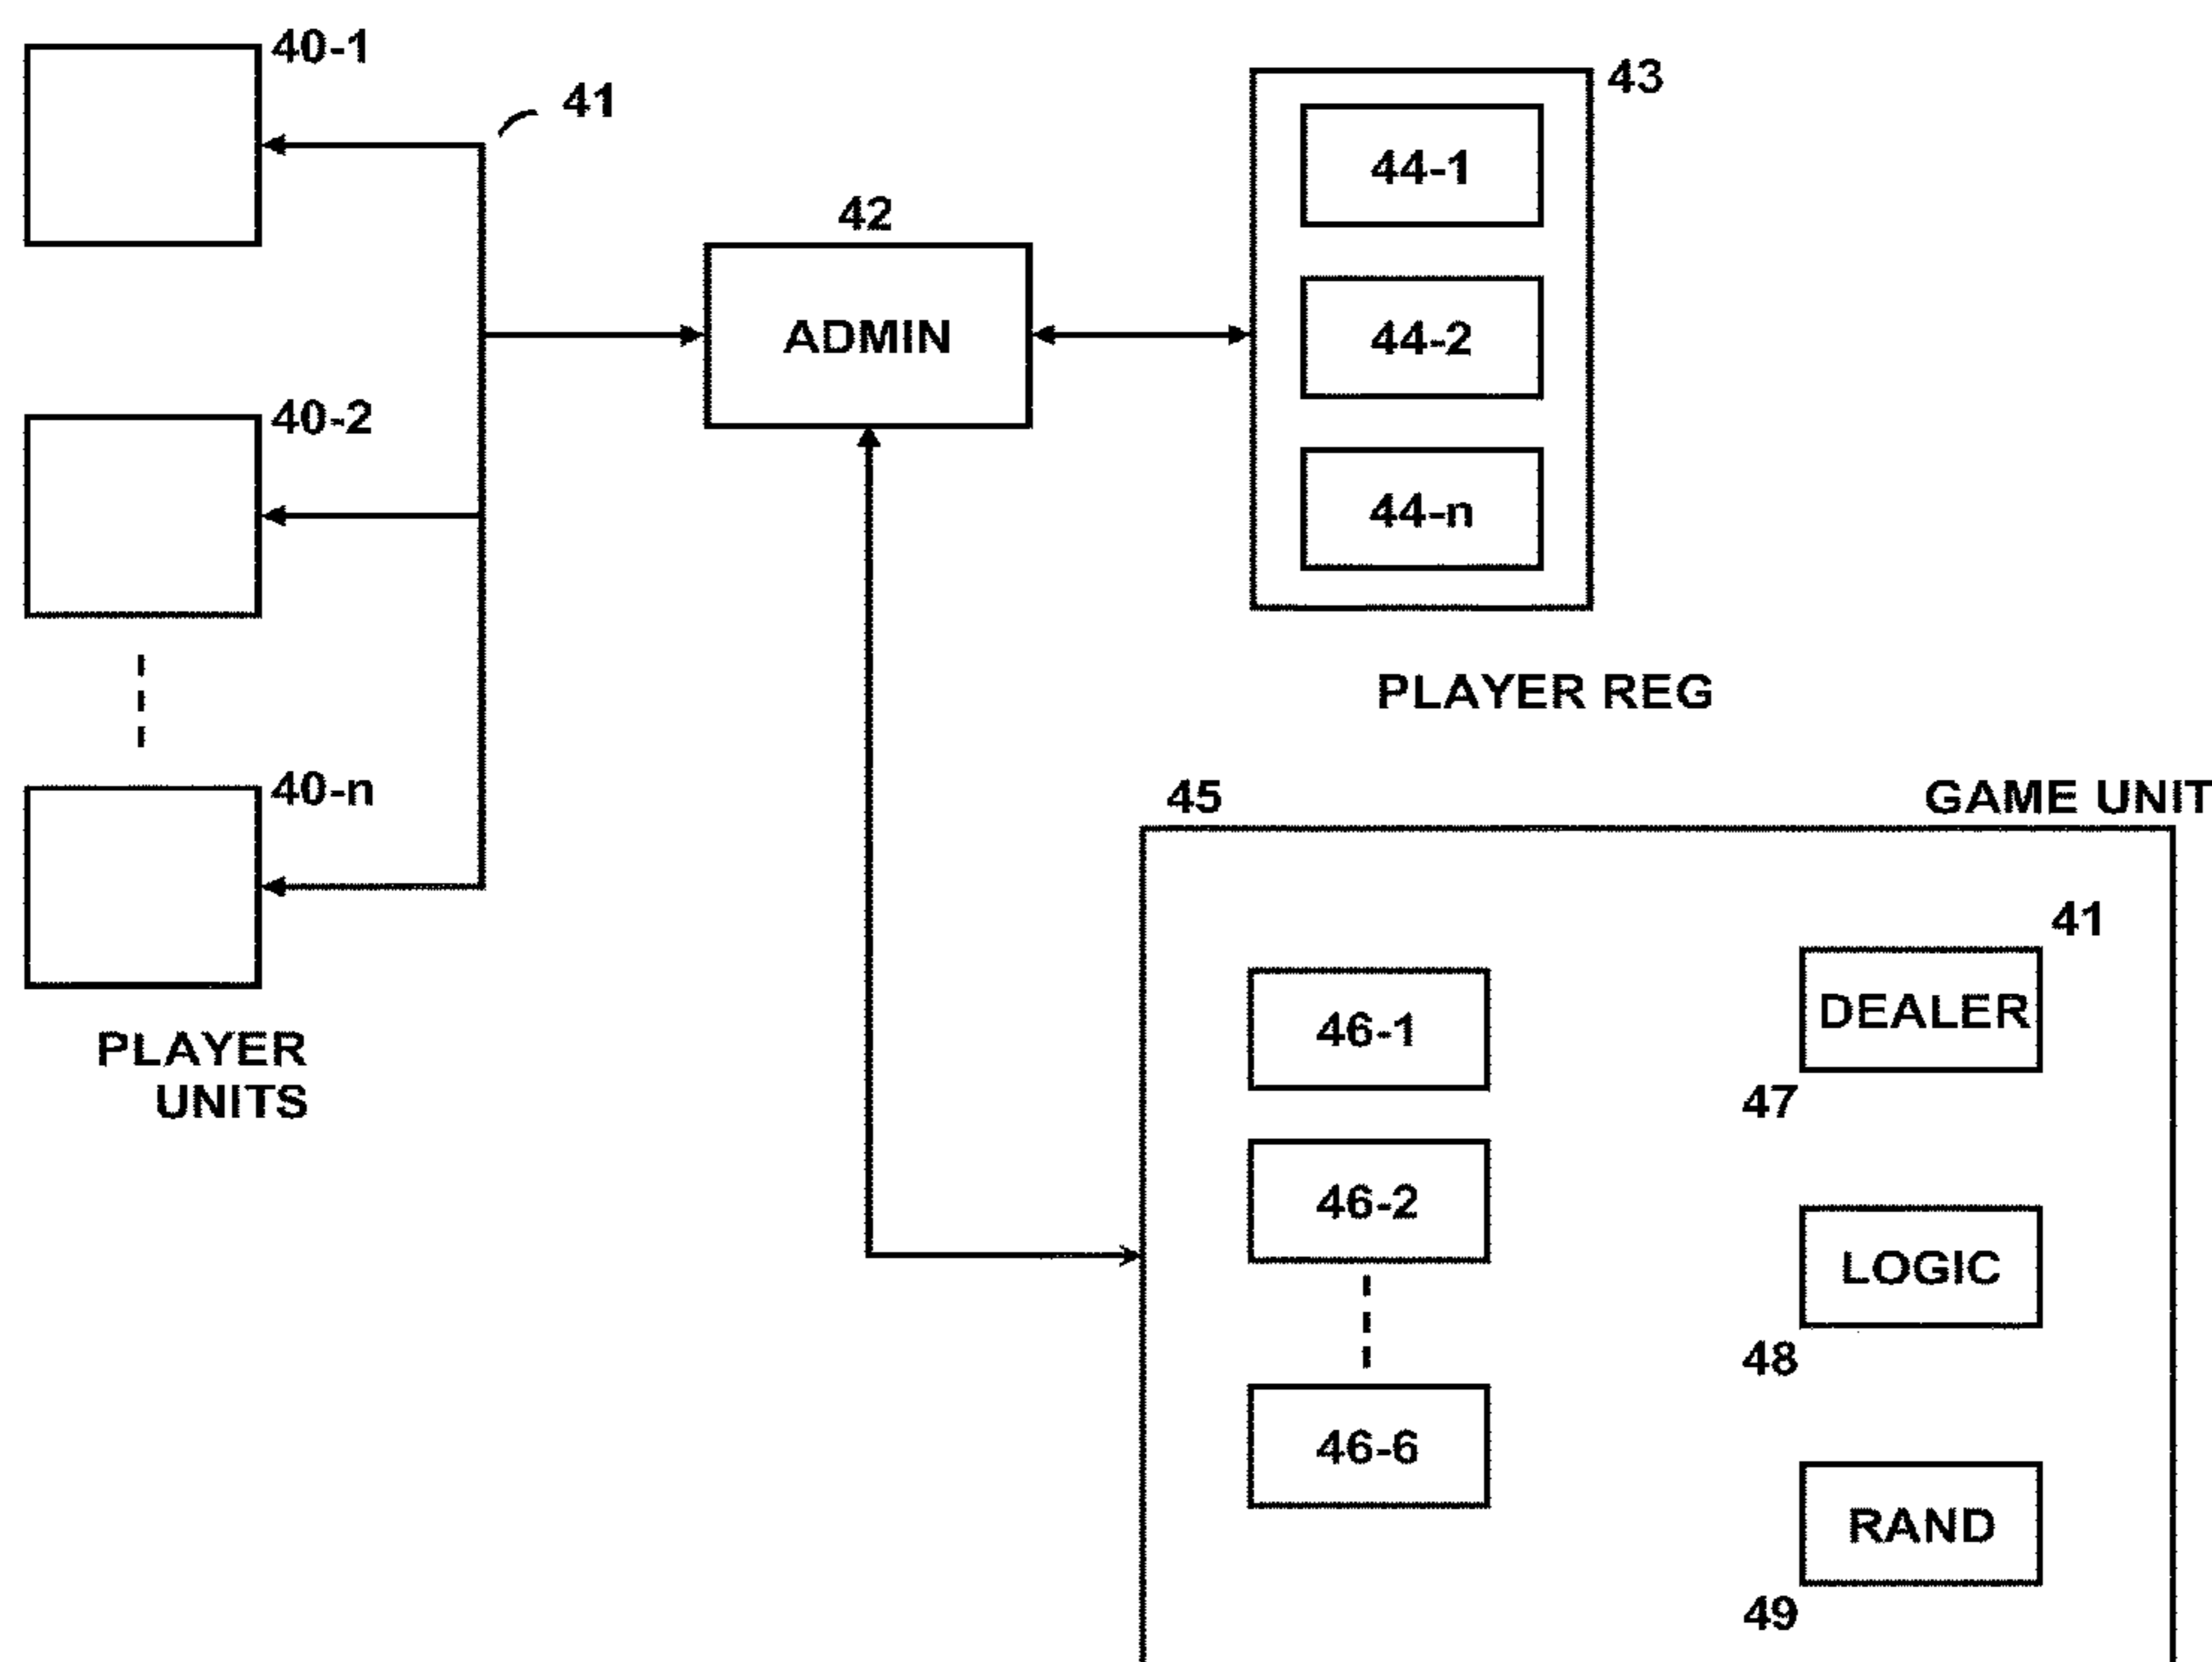 40-1
41
43
44-1
42
ADMIN
44-2
40-2
44-n
PLAYER REG
40-n
45
GAME UNIT
41
46-1
DEALER
PLAYER
UNITS
47
46-2
LOGIC
48
46-6
RAND
49